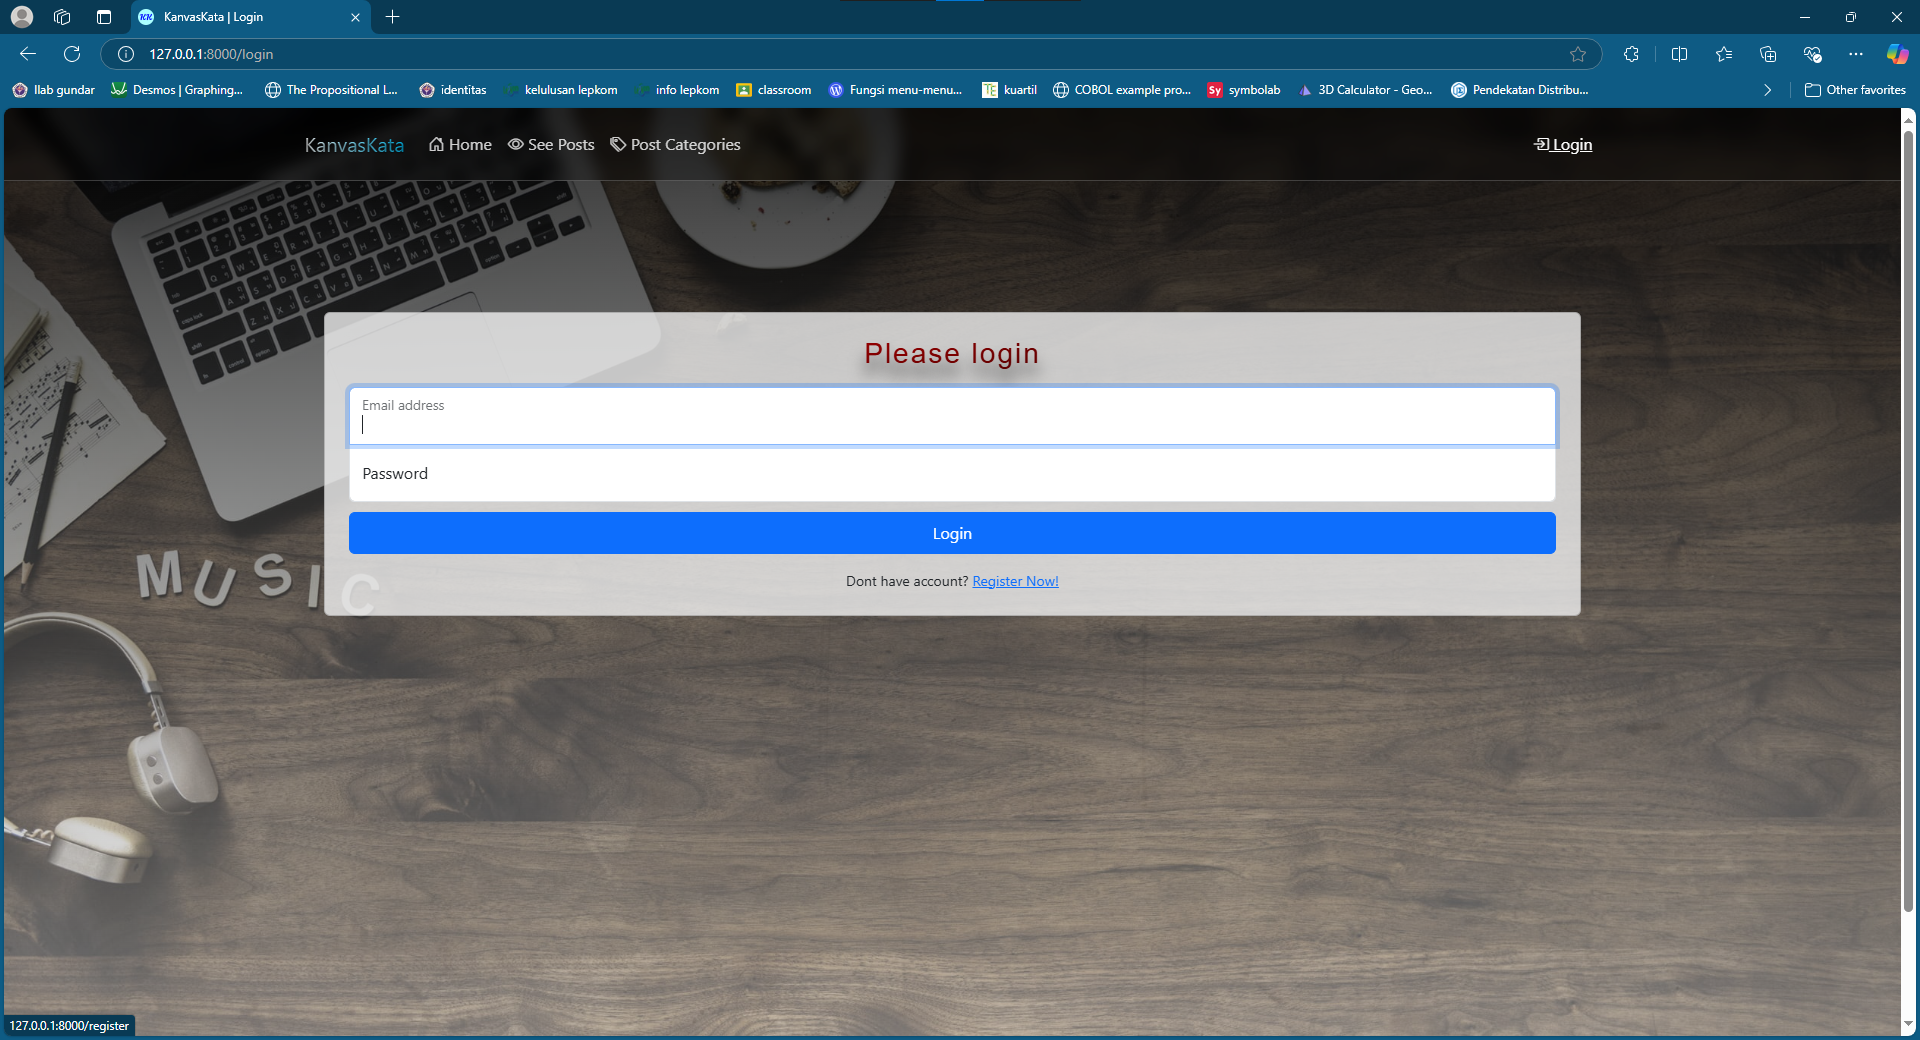 KanvasKata | Login
127.0.0.1:8000/login
Ilab gundar
Desmos | Graphing...
The Propositional L...
identitas
kelulusan lepkom
info lepkom
classroom
Fungsi menu-menu...
kuartil
COBOL example pro...
symbolab
3D Calculator - Geo...
Pendekatan Distribu...
Other favorites
KanvasKata
Home
See Posts
Post Categories
Login
Please login
Email address
Password
Login
Dont have account? Register Now!
MUSIC
127.0.0.1:8000/register